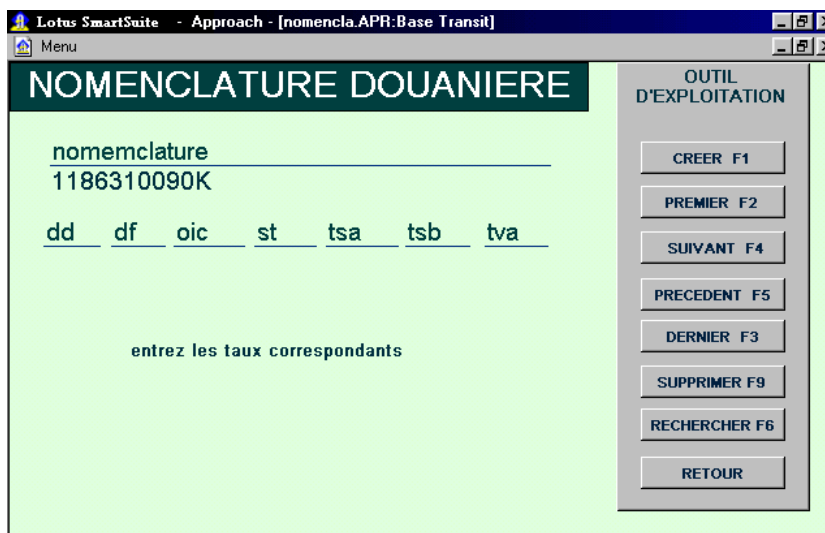 Lotus SmartSuite - Approach - [nomencla.APR:Base Transit]
Menu
NOMENCLATURE DOUANIERE
nomemclature
1186310090K
dd df oic st tsa tsb tva
entrez les taux correspondants
OUTIL
D'EXPLOITATION
CREER F1
PREMIER F2
SUIVANT F4
PRECEDENT F5
DERNIER F3
SUPPRIMER F9
RECHERCHER F6
RETOUR